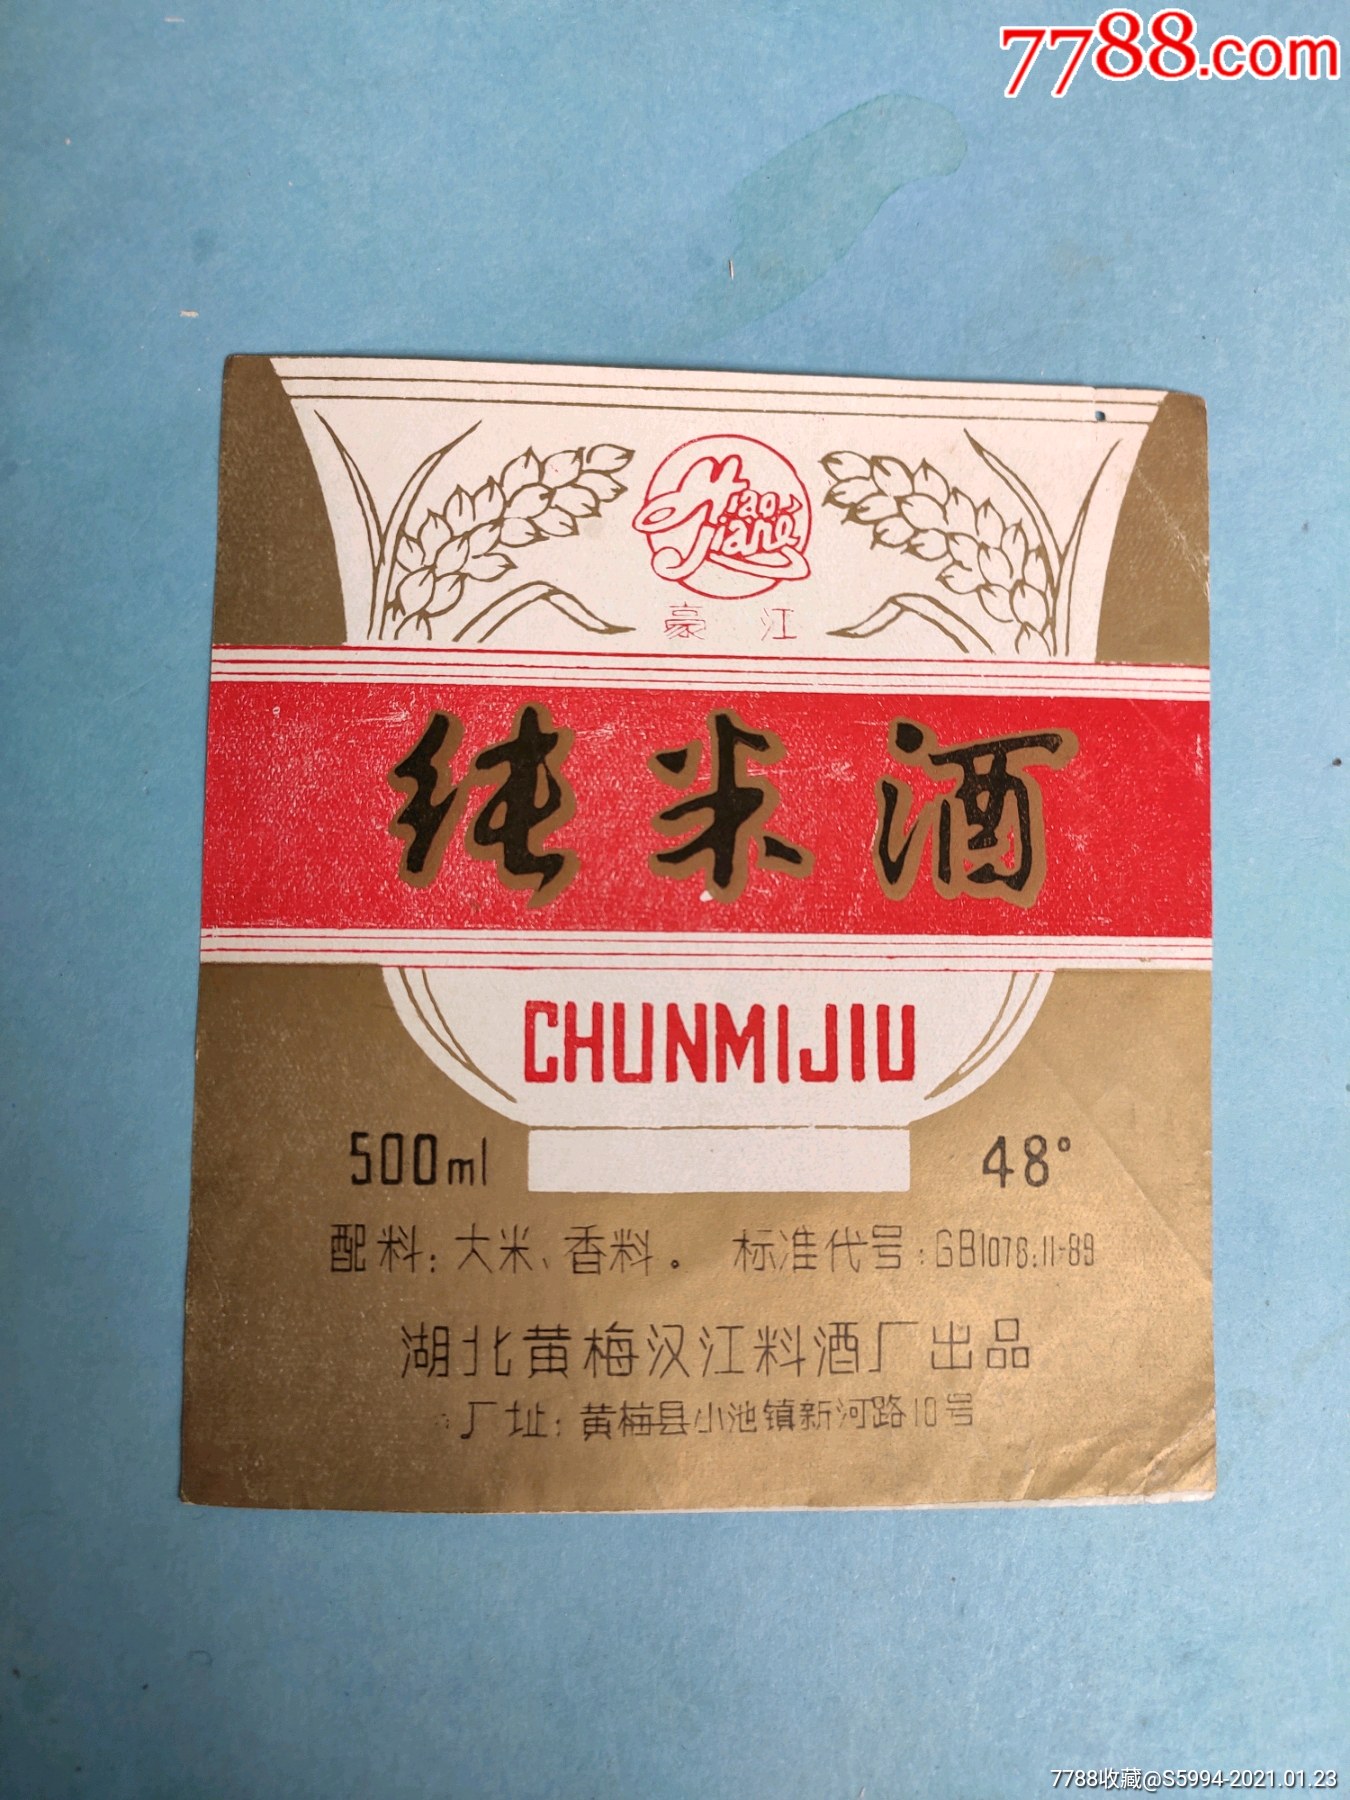 7788.com
Hao
Jiang
豪江
纯米酒
CHUNMIJIU
500ml 48°
配料:大米、香料。 标准代号:GB1078.11-89
湖北黄梅汉江料酒厂出品
厂址:黄梅县小池镇新河路10号
7788收藏@S5994-2021.01.23